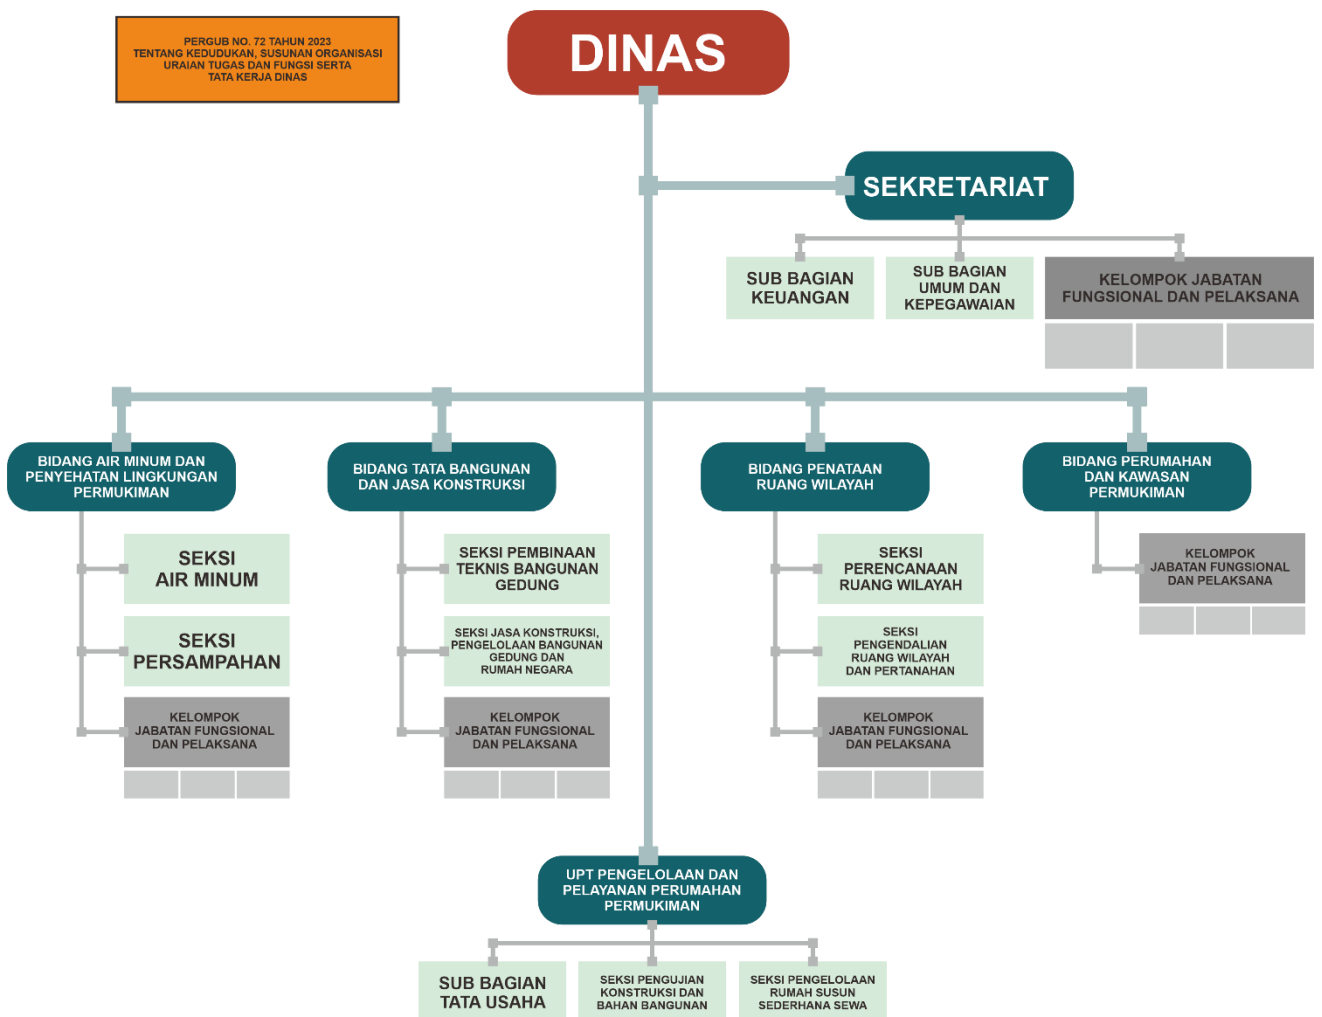 PERGUB NO. 72 TAHUN 2023
TENTANG KEDUDUKAN, SUSUNAN ORGANISASI
URAIAN TUGAS DAN FUNGSI SERTA
TATA KERJA DINAS
DINAS
SEKRETARIAT
SUB BAGIAN
KEUANGAN
SUB BAGIAN
UMUM DAN
KEPEGAWAIAN
KELOMPOK JABATAN
FUNGSIONAL DAN PELAKSANA
BIDANG AIR MINUM DAN
PENYEHATAN LINGKUNGAN
PERMUKIMAN
BIDANG TATA BANGUNAN
DAN JASA KONSTRUKSI
BIDANG PENATAAN
RUANG WILAYAH
BIDANG PERUMAHAN
DAN KAWASAN
PERMUKIMAN
SEKSI
AIR MINUM
SEKSI
PERSAMPAHAN
KELOMPOK
JABATAN FUNGSIONAL
DAN PELAKSANA
SEKSI PEMBINAAN
TEKNIS BANGUNAN
GEDUNG
SEKSI JASA KONSTRUKSI,
PENGELOLAAN BANGUNAN
GEDUNG DAN
RUMAH NEGARA
KELOMPOK
JABATAN FUNGSIONAL
DAN PELAKSANA
SEKSI
PERENCANAAN
RUANG WILAYAH
SEKSI
PENGENDALIAN
RUANG WILAYAH
DAN PERTANAHAN
KELOMPOK
JABATAN FUNGSIONAL
DAN PELAKSANA
KELOMPOK
JABATAN FUNGSIONAL
DAN PELAKSANA
UPT PENGELOLAAN DAN
PELAYANAN PERUMAHAN
PERMUKIMAN
SUB BAGIAN
TATA USAHA
SEKSI PENGUJIAN
KONSTRUKSI DAN
BAHAN BANGUNAN
SEKSI PENGELOLAAN
RUMAH SUSUN
SEDERHANA SEWA